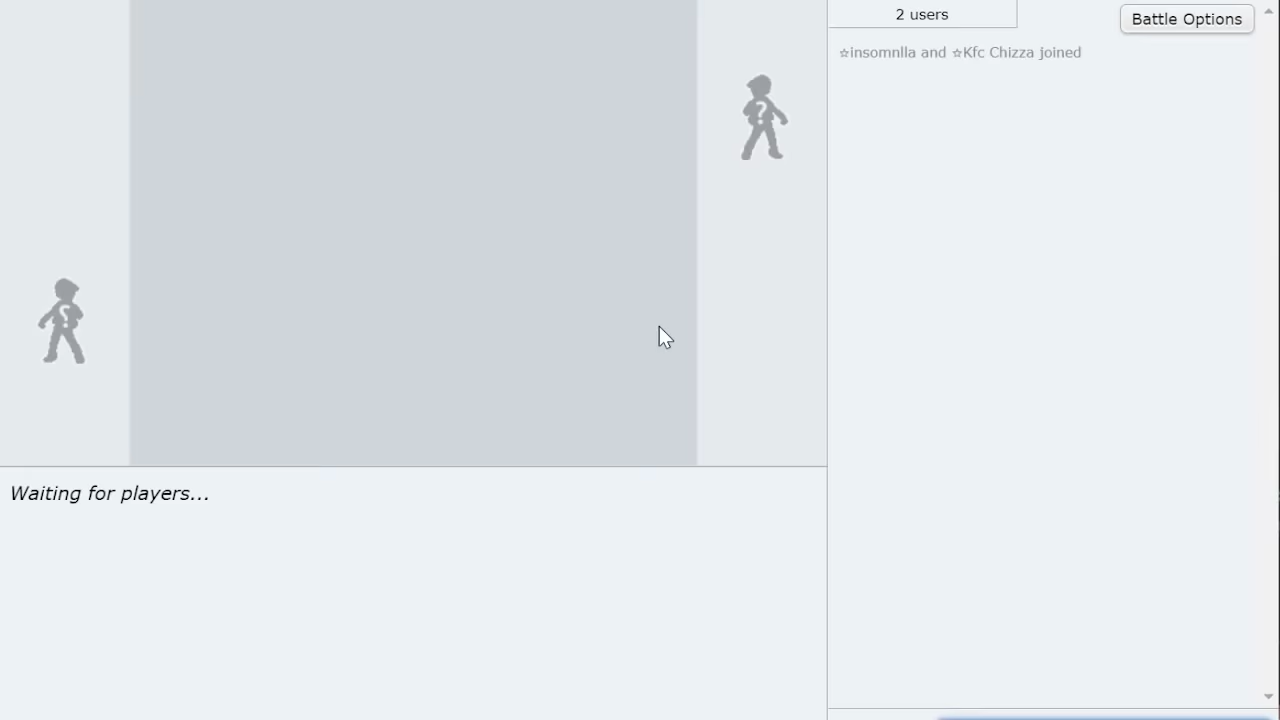 2 users
Battle Options
☆insomnlla and ☆Kfc Chizza joined
?
?
Waiting for players...